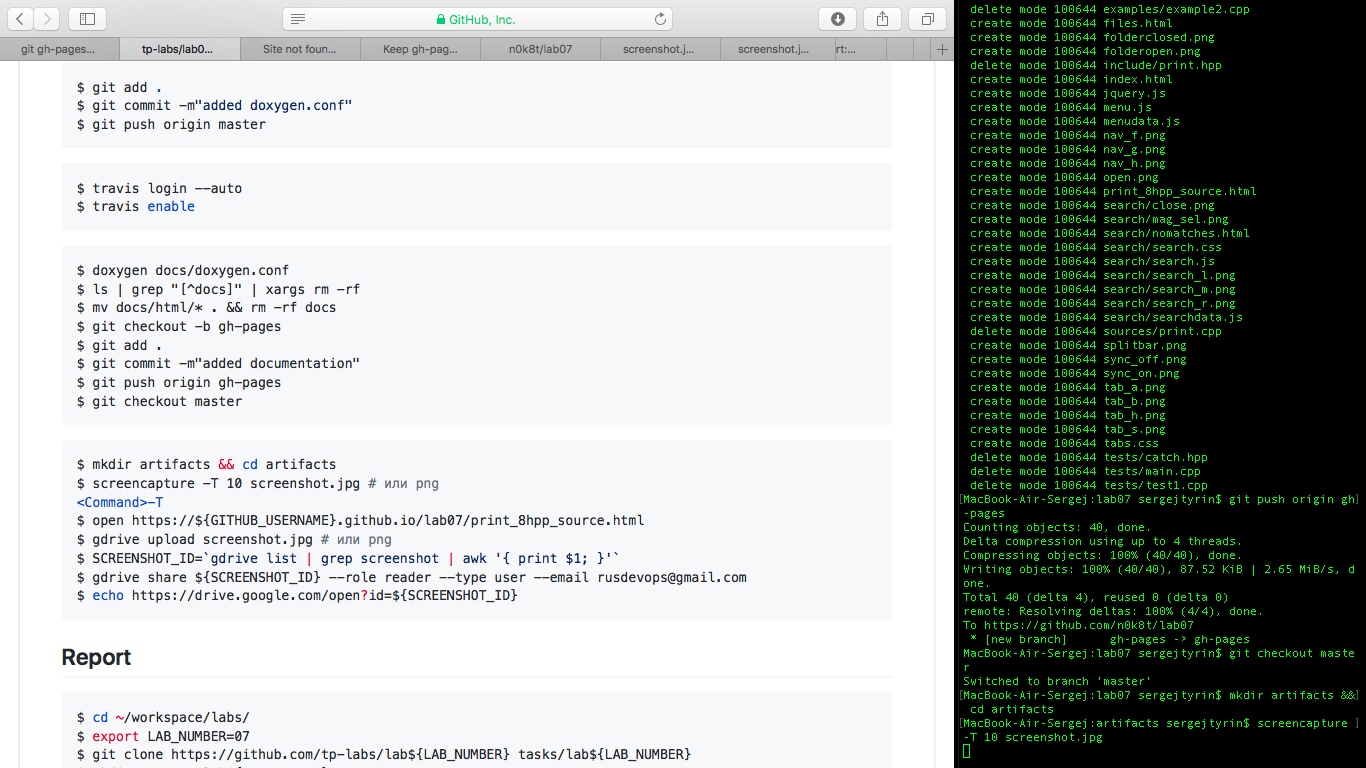 GitHub, Inc.
git gh-pages...
tp-labs/lab0...
Site not foun...
Keep gh-pag...
n0k8t/lab07
screenshot.j...
screenshot.j...
rt:...
$ git add .
$ git commit -m"added doxygen.conf"
$ git push origin master
$ travis login --auto
$ travis enable
$ doxygen docs/doxygen.conf
$ ls | grep "[^docs]" | xargs rm -rf
$ mv docs/html/* . && rm -rf docs
$ git checkout -b gh-pages
$ git add .
$ git commit -m"added documentation"
$ git push origin gh-pages
$ git checkout master
$ mkdir artifacts && cd artifacts
$ screencapture -T 10 screenshot.jpg # или png
<Command>-T
$ open https://${GITHUB_USERNAME}.github.io/lab07/print_8hpp_source.html
$ gdrive upload screenshot.jpg # или png
$ SCREENSHOT_ID=`gdrive list | grep screenshot | awk '{ print $1; }'`
$ gdrive share ${SCREENSHOT_ID} --role reader --type user --email rusdevops@gmail.com
$ echo https://drive.google.com/open?id=${SCREENSHOT_ID}
Report
$ cd ~/workspace/labs/
$ export LAB_NUMBER=07
$ git clone https://github.com/tp-labs/lab${LAB_NUMBER} tasks/lab${LAB_NUMBER}
delete mode 100644 examples/example2.cpp
create mode 100644 files.html
create mode 100644 folderclosed.png
create mode 100644 folderopen.png
delete mode 100644 include/print.hpp
create mode 100644 index.html
create mode 100644 jquery.js
create mode 100644 menu.js
create mode 100644 menudata.js
create mode 100644 nav_f.png
create mode 100644 nav_g.png
create mode 100644 nav_h.png
create mode 100644 open.png
create mode 100644 print_8hpp_source.html
create mode 100644 search/close.png
create mode 100644 search/mag_sel.png
create mode 100644 search/nomatches.html
create mode 100644 search/search.css
create mode 100644 search/search.js
create mode 100644 search/search_l.png
create mode 100644 search/search_m.png
create mode 100644 search/search_r.png
create mode 100644 search/searchdata.js
delete mode 100644 sources/print.cpp
create mode 100644 splitbar.png
create mode 100644 sync_off.png
create mode 100644 sync_on.png
create mode 100644 tab_a.png
create mode 100644 tab_b.png
create mode 100644 tab_h.png
create mode 100644 tab_s.png
create mode 100644 tabs.css
delete mode 100644 tests/catch.hpp
delete mode 100644 tests/main.cpp
delete mode 100644 tests/test1.cpp
[MacBook-Air-Sergej:lab07 sergejtyrin$ git push origin gh]
-pages
Counting objects: 40, done.
Delta compression using up to 4 threads.
Compressing objects: 100% (40/40), done.
Writing objects: 100% (40/40), 87.52 KiB | 2.65 MiB/s, d
one.
Total 40 (delta 4), reused 0 (delta 0)
remote: Resolving deltas: 100% (4/4), done.
To https://github.com/n0k8t/lab07
* [new branch]      gh-pages -> gh-pages
MacBook-Air-Sergej:lab07 sergejtyrin$ git checkout maste
r
Switched to branch 'master'
[MacBook-Air-Sergej:lab07 sergejtyrin$ mkdir artifacts &&]
cd artifacts
[MacBook-Air-Sergej:artifacts sergejtyrin$ screencapture ]
-T 10 screenshot.jpg